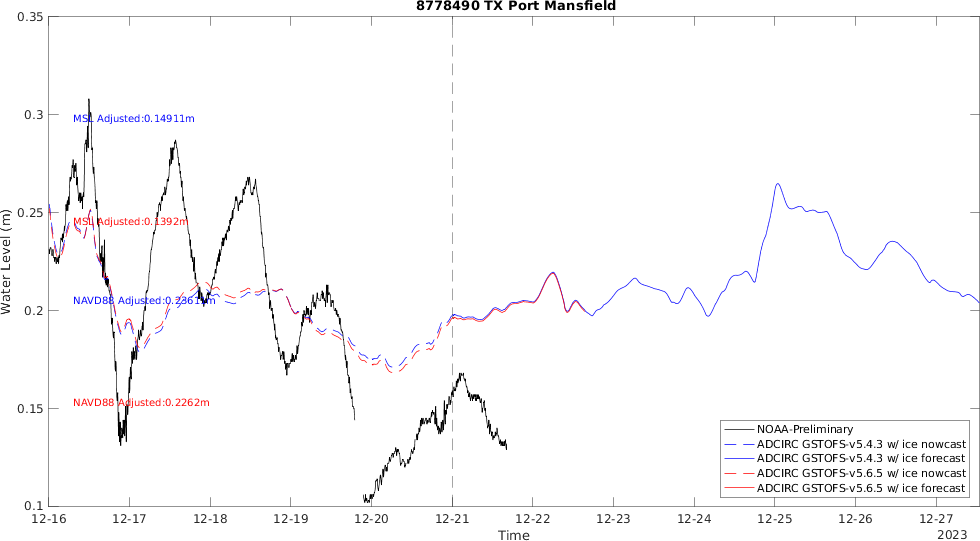 8778490 TX Port Mansfield
0.35
0.3
0.25
0.2
0.15
0.1
Water Level (m)
MSL Adjusted:0.14911m
MSL Adjusted:0.1392m
NAVD88 Adjusted:0.23611m
NAVD88 Adjusted:0.2262m
NOAA-Preliminary
ADCIRC GSTOFS-v5.4.3 w/ ice nowcast
ADCIRC GSTOFS-v5.4.3 w/ ice forecast
ADCIRC GSTOFS-v5.6.5 w/ ice nowcast
ADCIRC GSTOFS-v5.6.5 w/ ice forecast
12-16 12-17 12-18 12-19 12-20 12-21 12-22 12-23 12-24 12-25 12-26 12-27
Time
2023